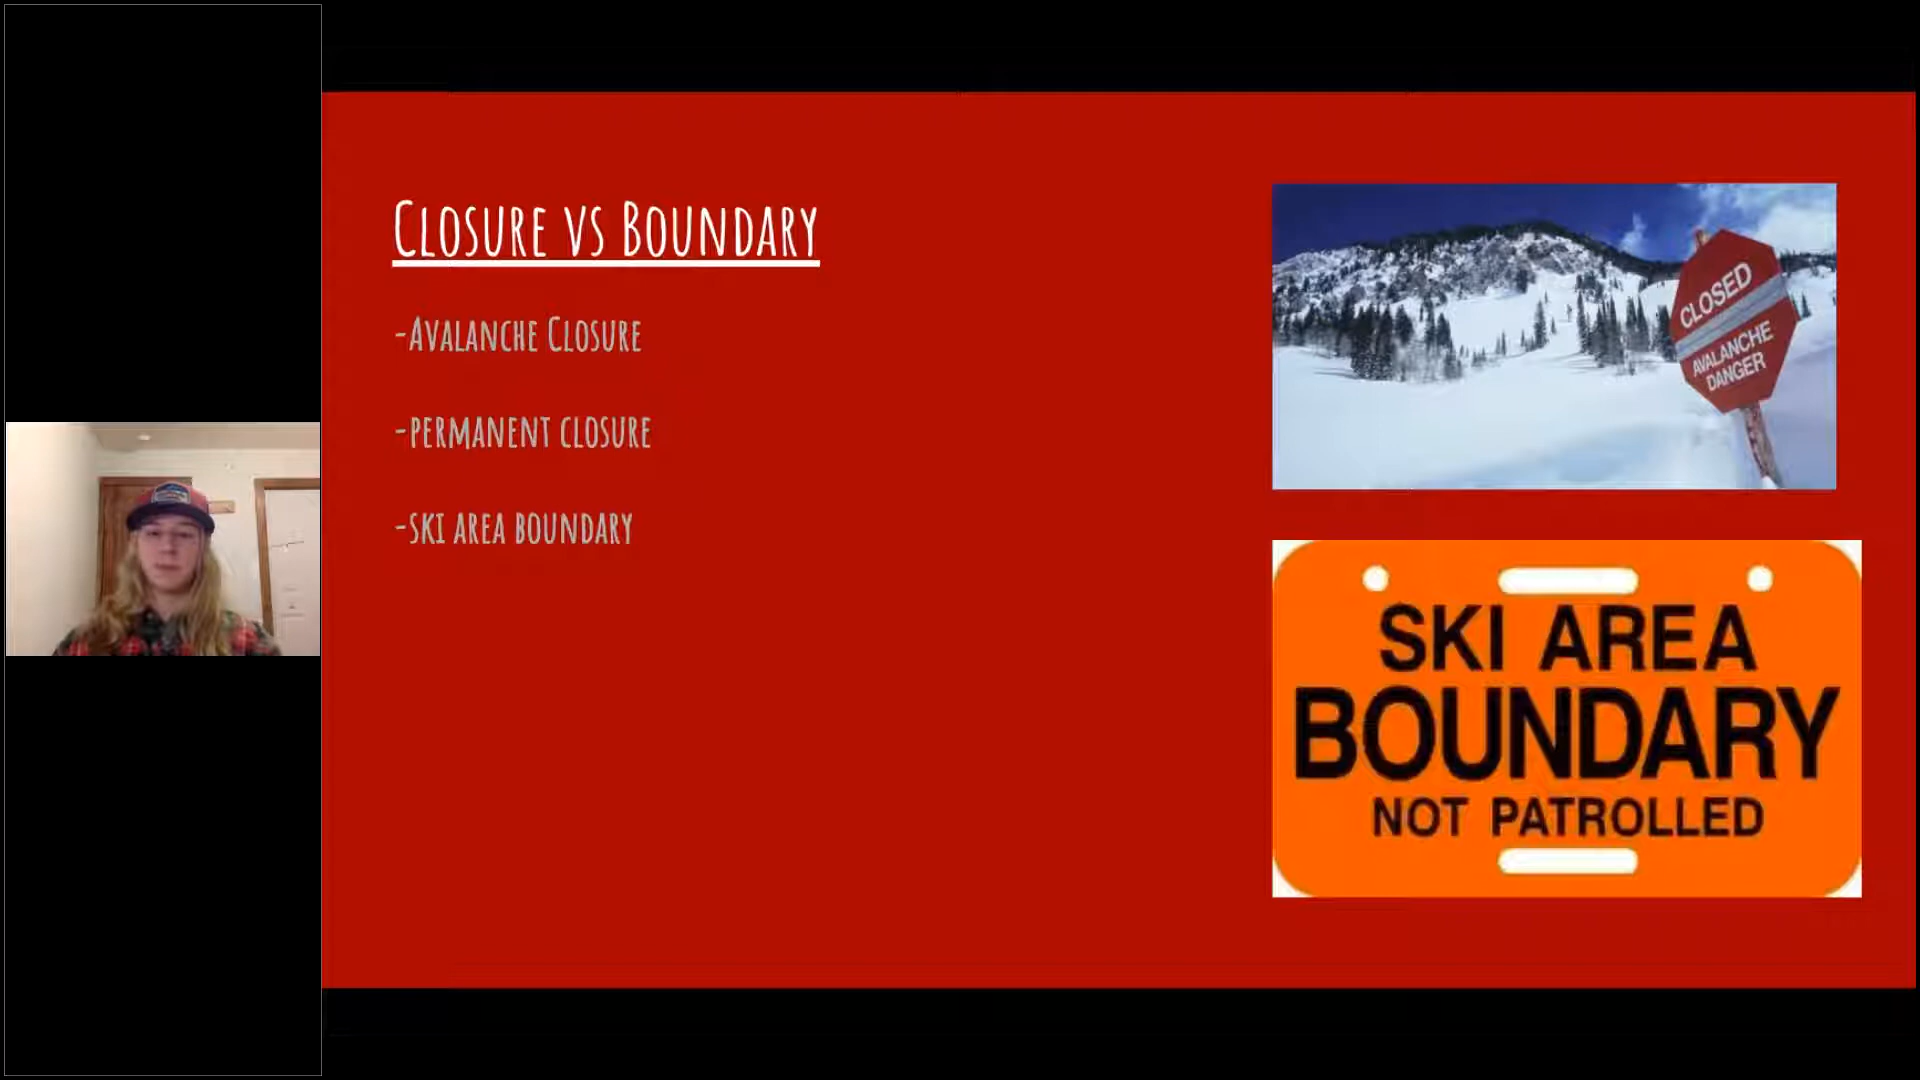 Closure vs Boundary
-Avalanche Closure
-permanent closure
-ski area boundary
CLOSED
AVALANCHE
DANGER
SKI AREA
BOUNDARY
NOT PATROLLED